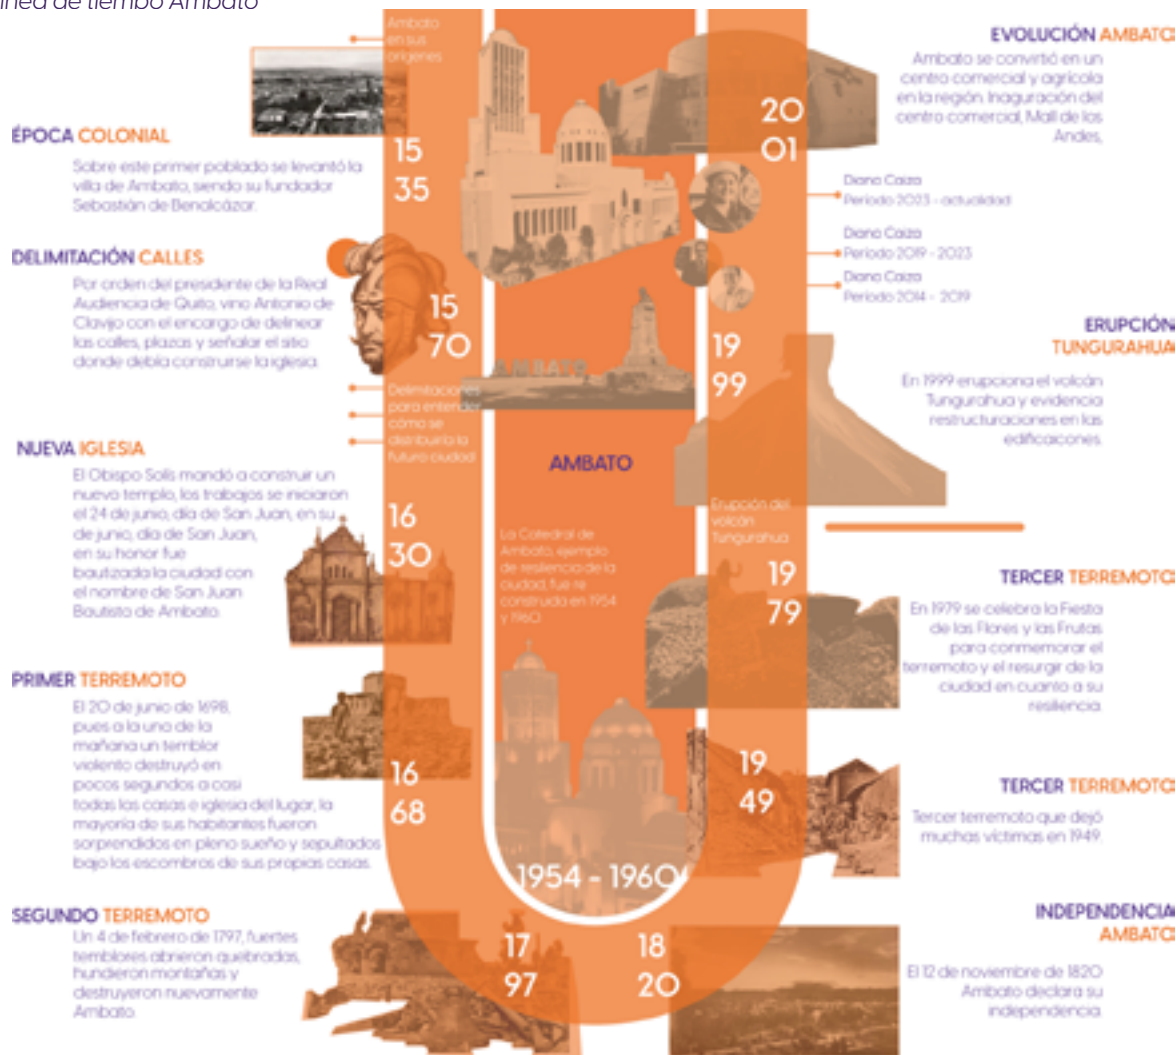 Línea de tiempo Ambato
ÉPOCA COLONIAL
Sobre este primer poblado se levantó la
villa de Ambato, siendo su fundador
Sebastián de Benalcázar.
Ambato
en sus
orígenes
15
35
DELIMITACIÓN CALLES
Por orden del presidente de la Real
Audiencia de Quito, vino Antonio de
Clavijo con el encargo de delinear
las calles, plazas y señalar el sitio
donde debía construirse la iglesia.
15
70
Delimitaciones
para entender
cómo se
distribuiría la
futura ciudad
NUEVA IGLESIA
El Obispo Solís mandó a construir un
nuevo templo, los trabajos se iniciaron
el 24 de junio, día de San Juan, en su
de junio, día de San Juan,
en su honor fue
bautizada la ciudad con
el nombre de San Juan
Bautista de Ambato.
16
30
PRIMER TERREMOTO
El 20 de junio de 1698,
pues a la una de la
mañana un temblor
violento destruyó en
pocos segundos a casi
todas las casas e iglesia del lugar, la
mayoría de sus habitantes fueron
sorprendidos en pleno sueño y sepultados
bajo los escombros de sus propias casas.
16
68
SEGUNDO TERREMOTO
Un 4 de febrero de 1797, fuertes
temblores abrieron quebradas,
hundieron montañas y
destruyeron nuevamente
Ambato.
17
97
AMBATO
AMBATO
La Catedral de
Ambato, ejemplo
de resiliencia de la
ciudad, fue re
construida en 1954
y 1960.
1954 - 1960
18
20
INDEPENDENCIA
AMBATO
El 12 de noviembre de 1820
Ambato declara su
independencia.
19
49
TERCER TERREMOTO
Tercer terremoto que dejó
muchas víctimas en 1949.
19
79
TERCER TERREMOTO
En 1979 se celebra la Fiesta
de las Flores y las Frutas
para conmemorar el
terremoto y el resurgir de la
ciudad en cuanto a su
resiliencia.
Erupción del
volcán
Tungurahua
19
99
ERUPCIÓN
TUNGURAHUA
En 1999 erupciona el volcán
Tungurahua y evidencia
restructuraciones en las
edificaicones.
Diana Caiza
Período 2023 - actualidad
Diana Caiza
Período 2019 - 2023
Diana Caiza
Período 2014 - 2019
20
01
EVOLUCIÓN AMBATO
Ambato se convirtió en un
centro comercial y agrícola
en la región. Inaguración del
centro comercial, Mall de los
Andes,